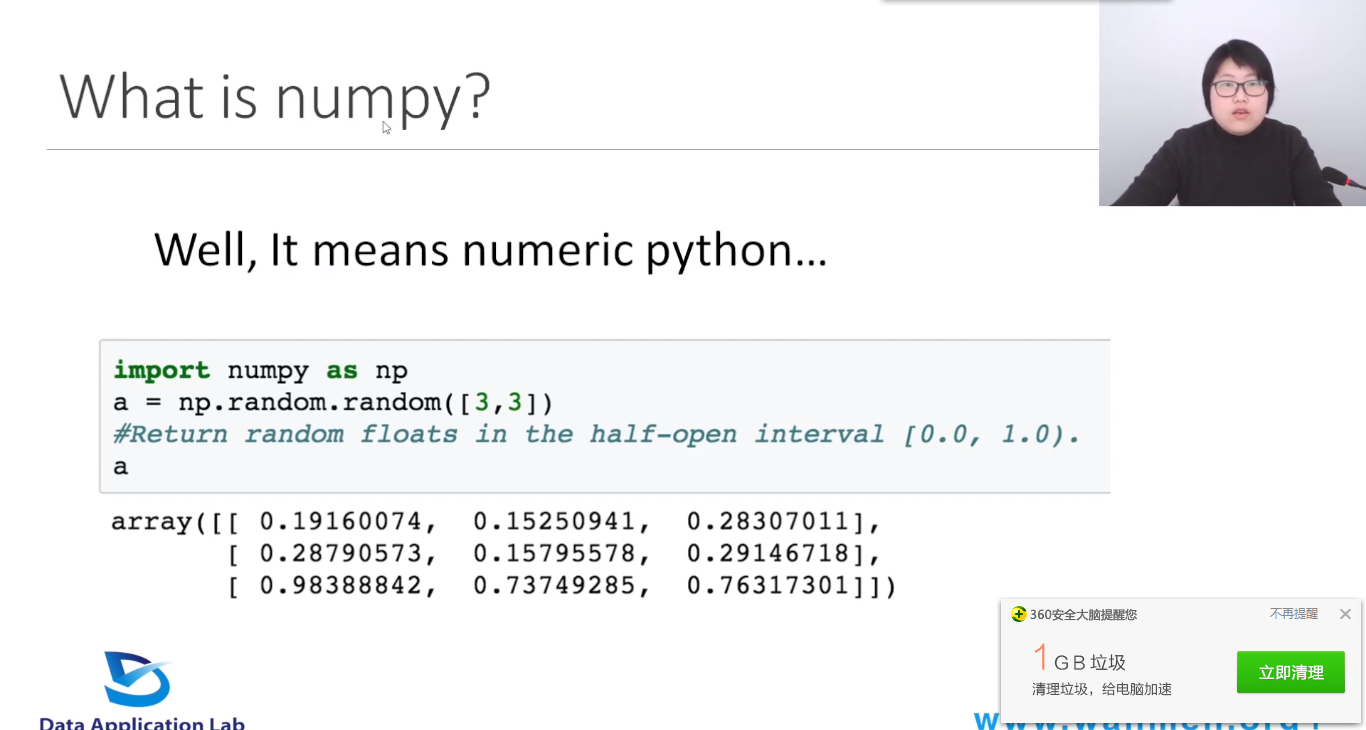 What is numpy?
Well, It means numeric python...
import numpy as np
a = np.random.random([3,3])
#Return random floats in the half-open interval [0.0, 1.0).
a
array([[ 0.19160074,  0.15250941,  0.28307011],
       [ 0.28790573,  0.15795578,  0.29146718],
       [ 0.98388842,  0.73749285,  0.76317301]])
360安全大脑提醒您 不再提醒
1GB垃圾
立即清理
清理垃圾，给电脑加速
Data Application Lab